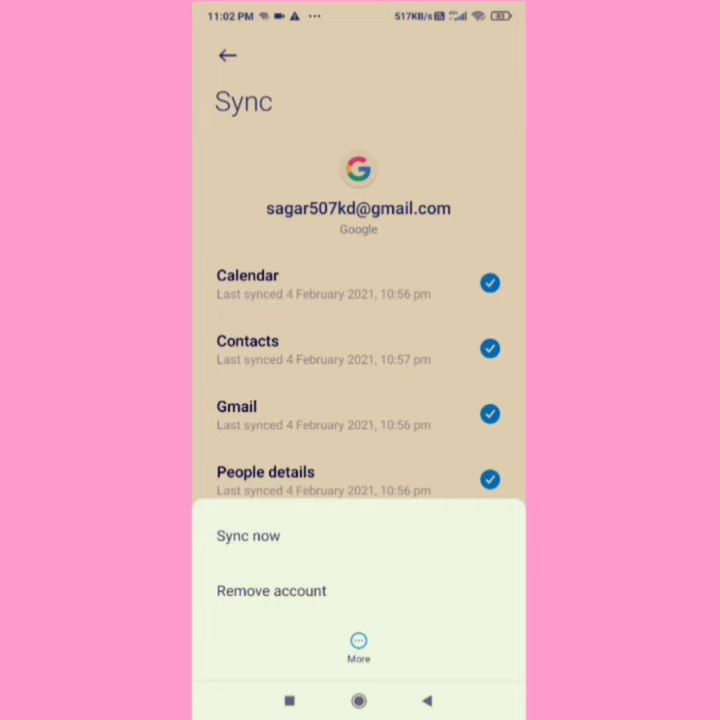 11:02 PM 517KB/s 63
Sync
sagar507kd@gmail.com
Google
Calendar
Last synced 4 February 2021, 10:56 pm
Contacts
Last synced 4 February 2021, 10:57 pm
Gmail
Last synced 4 February 2021, 10:56 pm
People details
Last synced 4 February 2021, 10:56 pm
Sync now
Remove account
More